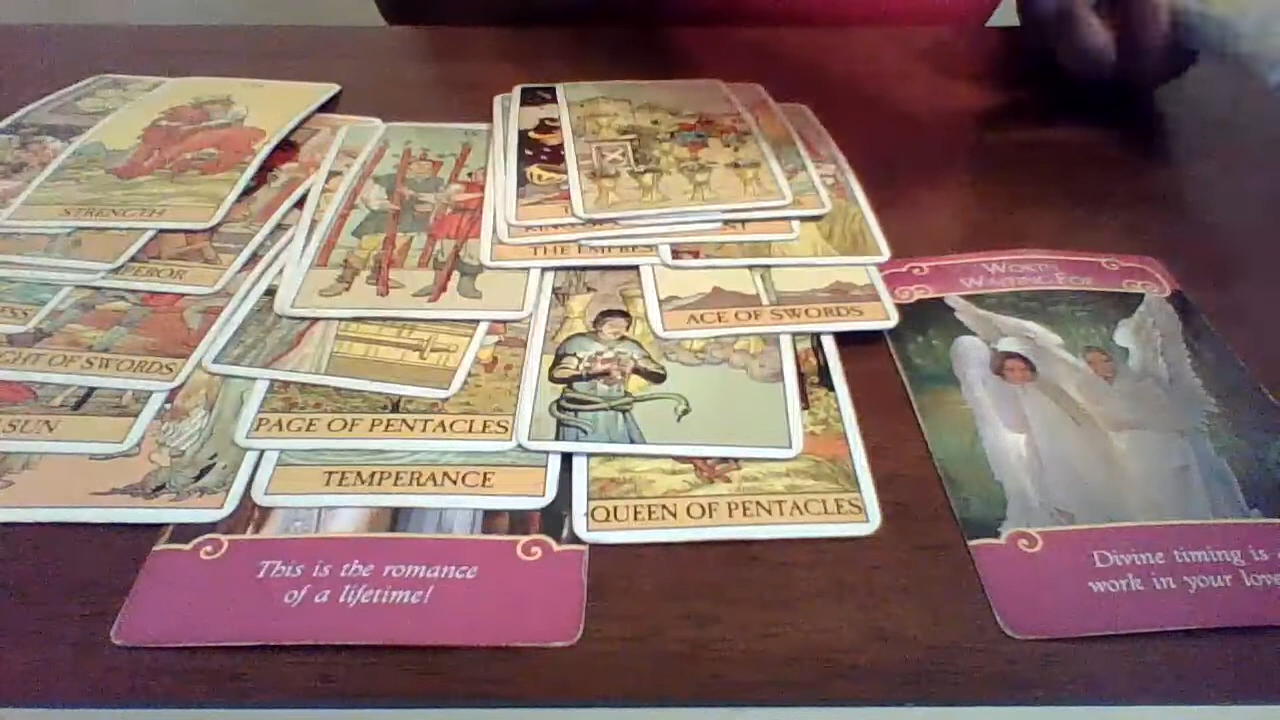 STRENGTH
PEROR
GHT OF SWORDS
SUN
PAGE OF PENTACLES
TEMPERANCE
THE EMPRES
ACE OF SWORDS
QUEEN OF PENTACLES
This is the romance
of a lifetime!
WORTH
WAITING FOR
Divine timing is
work in your love